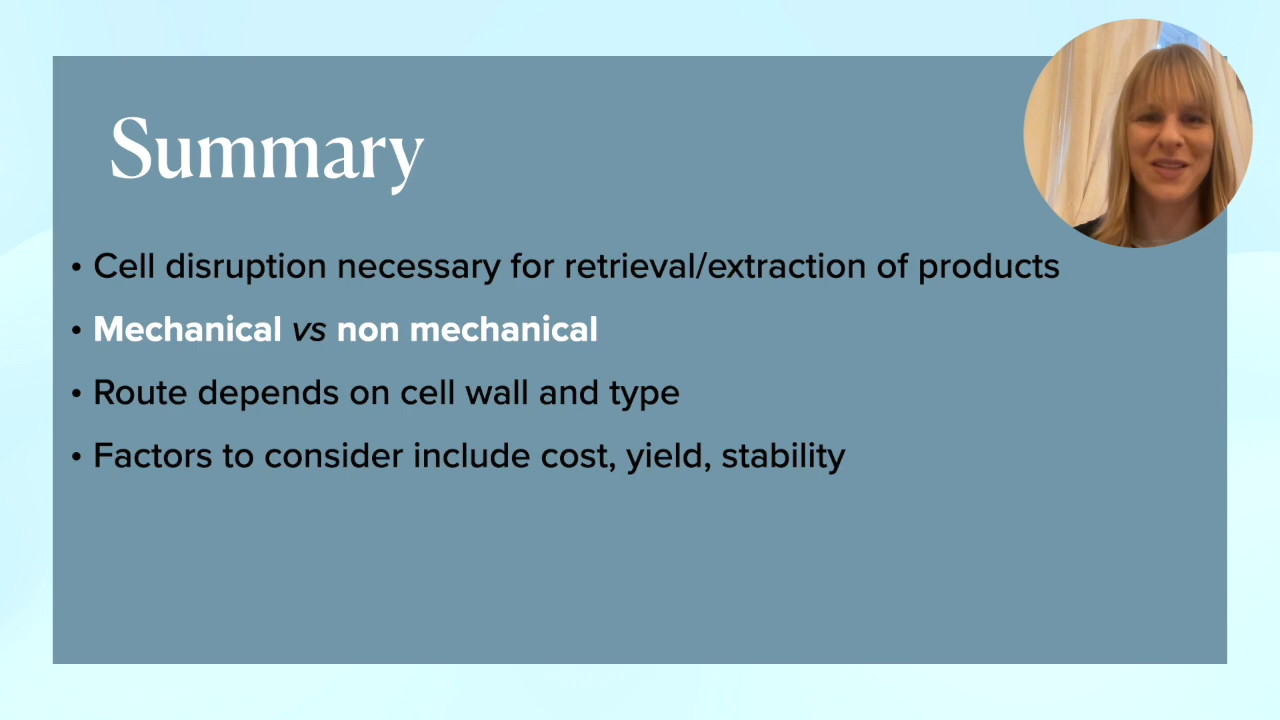 Summary
• Cell disruption necessary for retrieval/extraction of products
• Mechanical vs non mechanical
• Route depends on cell wall and type
• Factors to consider include cost, yield, stability